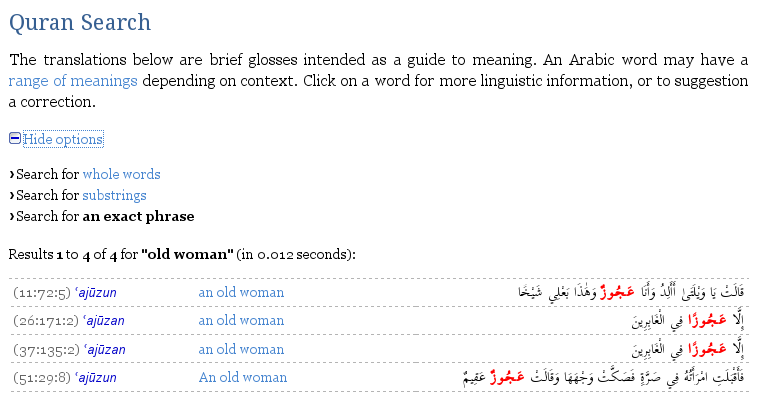 Quran Search
The translations below are brief glosses intended as a guide to meaning. An Arabic word may have a
range of meanings depending on context. Click on a word for more linguistic information, or to suggestion
a correction.
Hide options
›Search for whole words
›Search for substrings
›Search for an exact phrase
Results 1 to 4 of 4 for "old woman" (in 0.012 seconds):
(11:72:5) ʿajūzun an old woman قَالَتْ يَا وَيْلَتَىٰ أَأَلِدُ وَأَنَا عَجُوزٌ وَهَٰذَا بَعْلِي شَيْخًا
(26:171:2) ʿajūzan an old woman إِلَّا عَجُوزًا فِي الْغَابِرِينَ
(37:135:2) ʿajūzan an old woman إِلَّا عَجُوزًا فِي الْغَابِرِينَ
(51:29:8) ʿajūzun An old woman فَأَقْبَلَتِ امْرَأَتُهُ فِي صَرَّةٍ فَصَكَّتْ وَجْهَهَا وَقَالَتْ عَجُوزٌ عَقِيمٌ